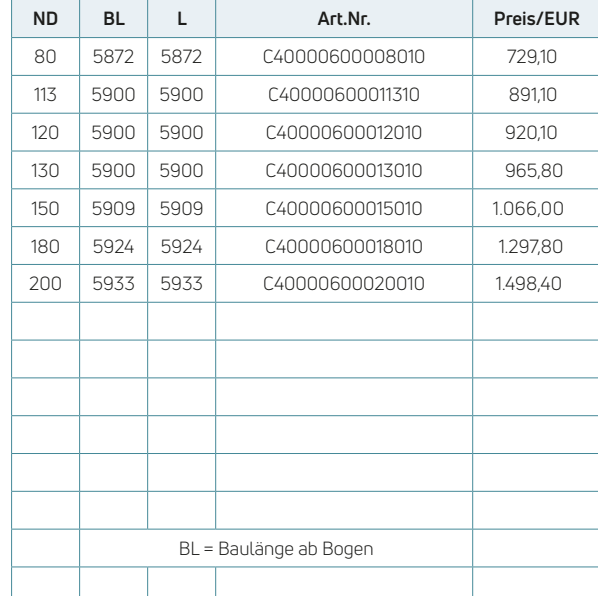 ND BL L Art.Nr. Preis/EUR
80 5872 5872 C40000600008010 729,10
113 5900 5900 C40000600011310 891,10
120 5900 5900 C40000600012010 920,10
130 5900 5900 C40000600013010 965,80
150 5909 5909 C40000600015010 1.066,00
180 5924 5924 C40000600018010 1.297,80
200 5933 5933 C40000600020010 1.498,40
BL = Baulänge ab Bogen